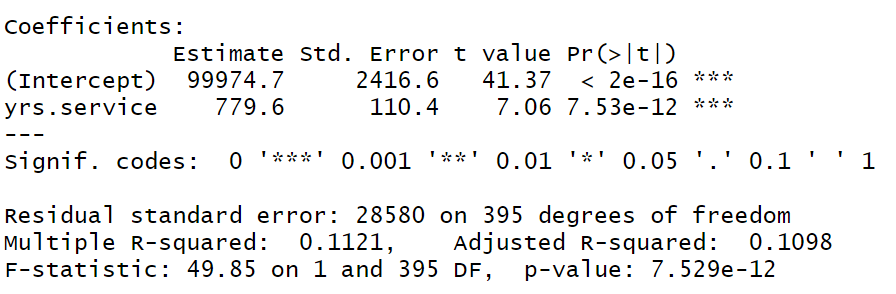 Coefficients:
            Estimate Std. Error t value Pr(>|t|)
(Intercept)  99974.7     2416.6   41.37  < 2e-16 ***
yrs.service    779.6      110.4    7.06 7.53e-12 ***
---
Signif. codes:  0 '***' 0.001 '**' 0.01 '*' 0.05 '.' 0.1 ' ' 1

Residual standard error: 28580 on 395 degrees of freedom
Multiple R-squared:  0.1121,    Adjusted R-squared:  0.1098
F-statistic: 49.85 on 1 and 395 DF,  p-value: 7.529e-12